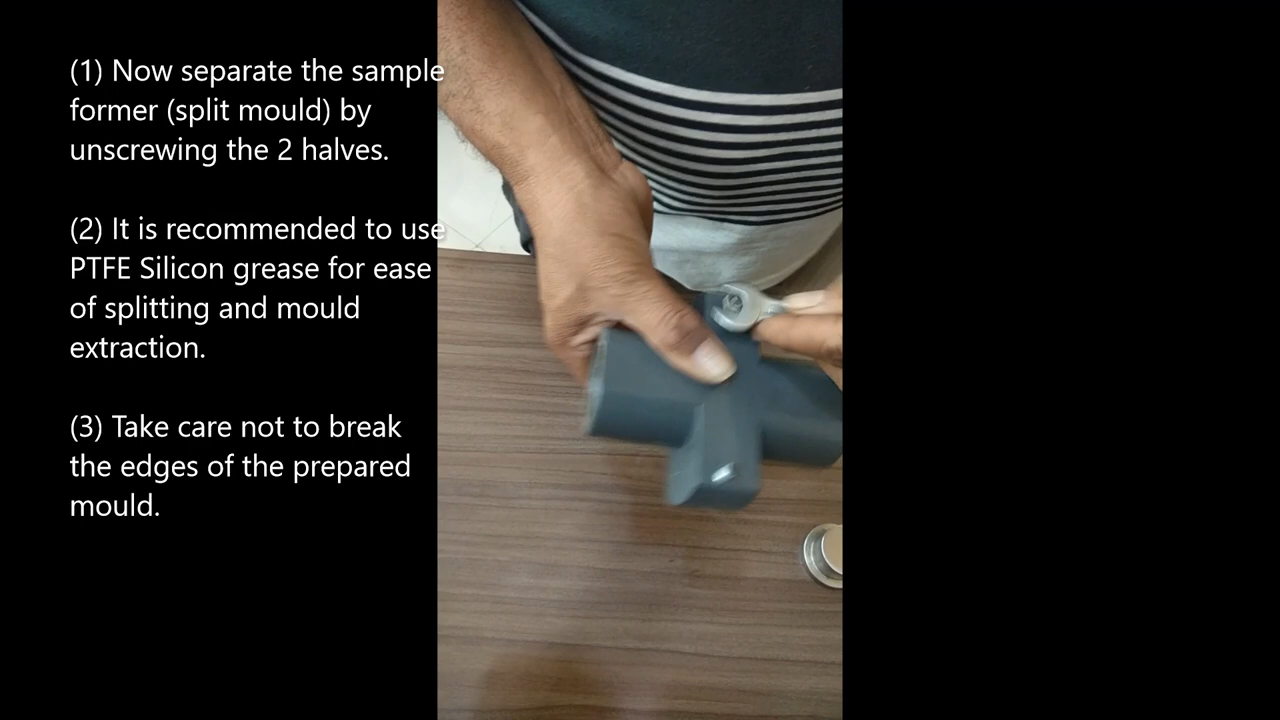 (1) Now separate the sample
former (split mould) by
unscrewing the 2 halves.
(2) It is recommended to use
PTFE Silicon grease for ease
of splitting and mould
extraction.
(3) Take care not to break
the edges of the prepared
mould.